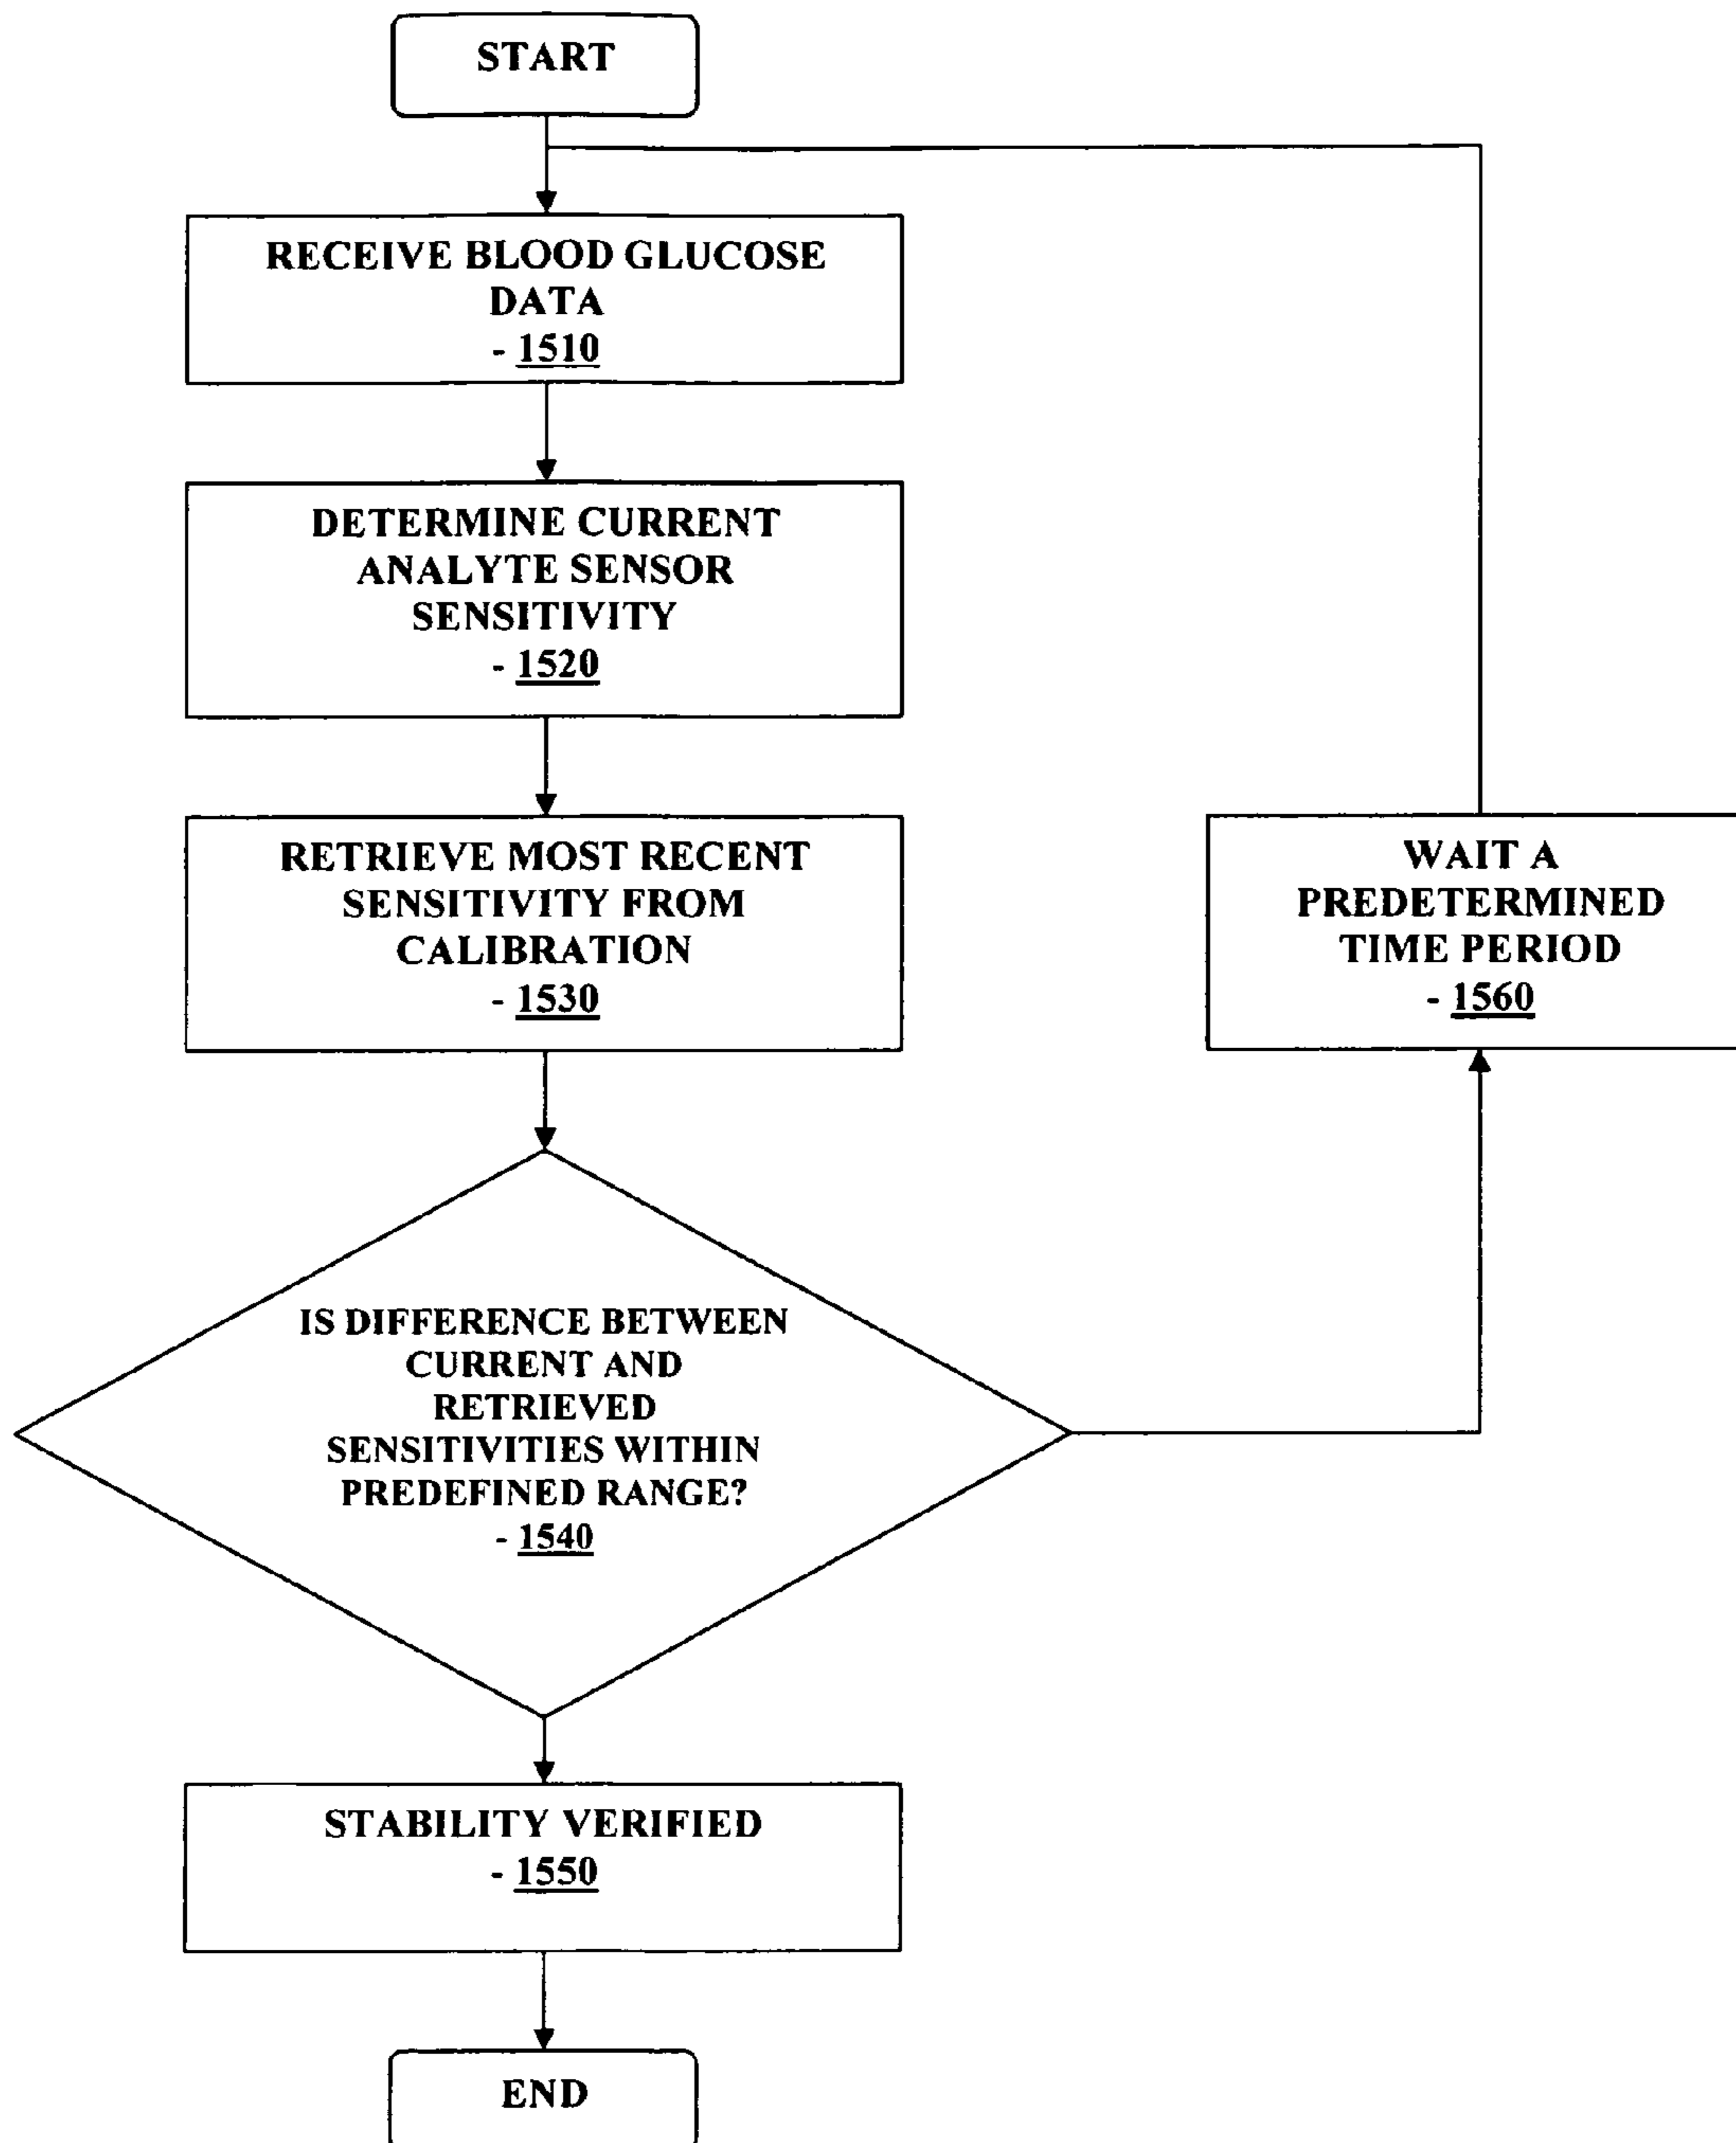 START
RECEIVE BLOOD GLUCOSE
DATA
- 1510
DETERMINE CURRENT
ANALYTE SENSOR
SENSITIVITY
- 1520
RETRIEVE MOST RECENT
SENSITIVITY FROM
CALIBRATION
- 1530
WAIT A
PREDETERMINED
TIME PERIOD
- 1560
IS DIFFERENCE BETWEEN
CURRENT AND
RETRIEVED
SENSITIVITIES WITHIN
PREDEFINED RANGE?
- 1540
STABILITY VERIFIED
- 1550
END